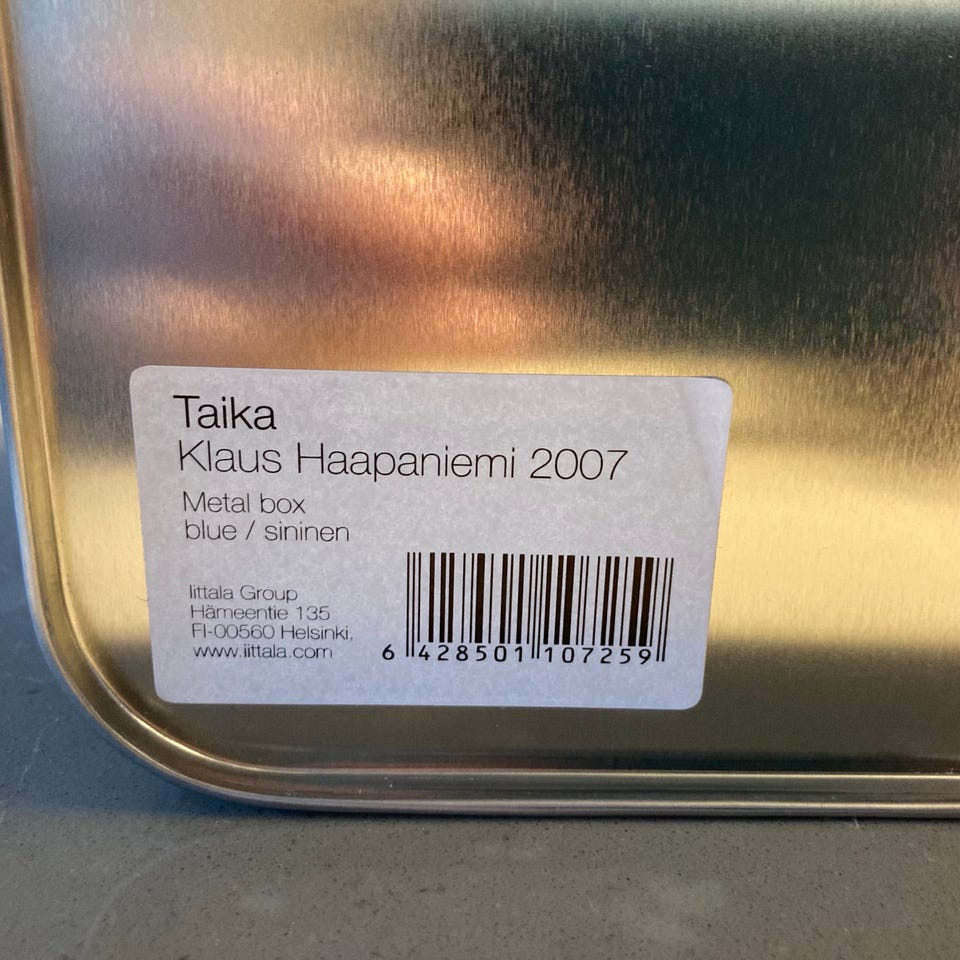 Taika
Klaus Haapaniemi 2007
Metal box
blue / sininen
Iittala Group
Hämeentie 135
FI-00560 Helsinki,
www.iittala.com
6 428501 107259